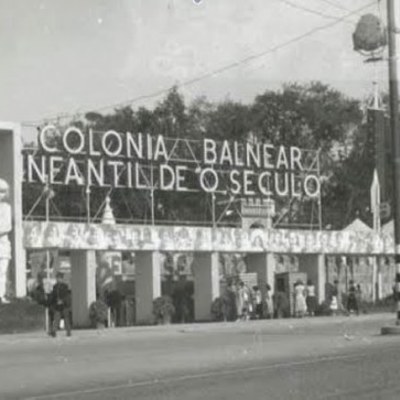 COLONIA BALNEAR
INFANTIL DE 'O SECULO